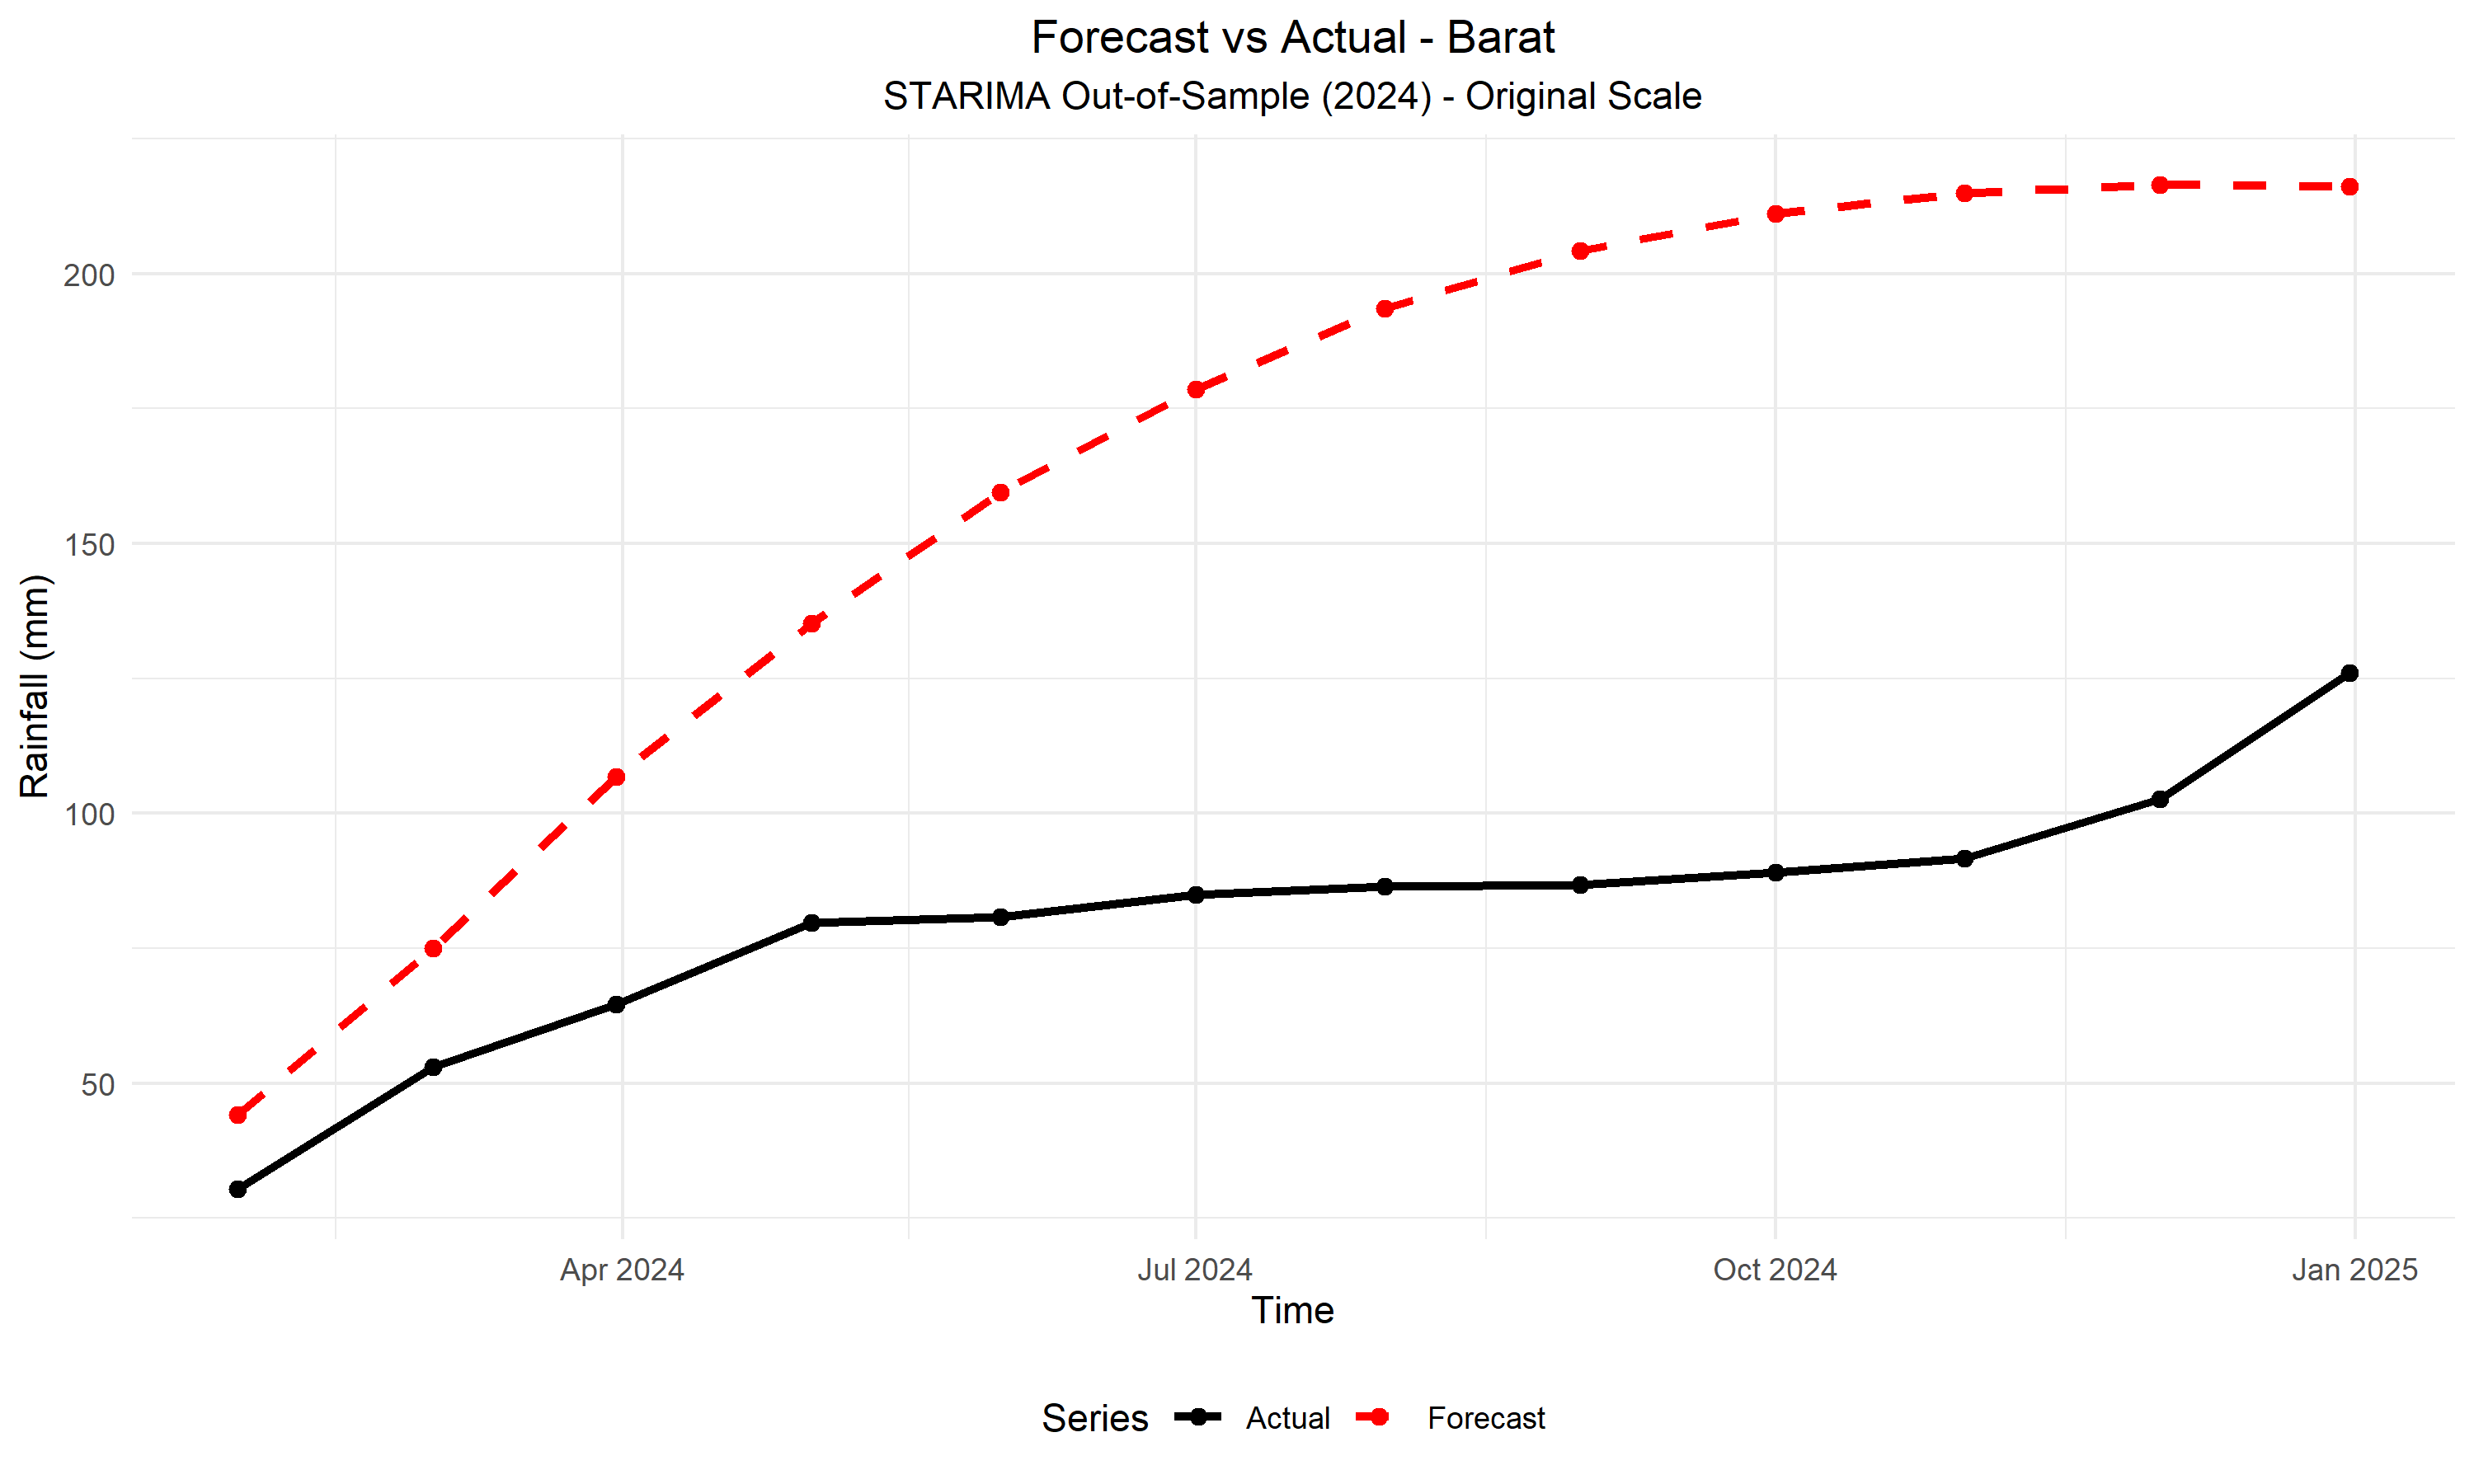 Forecast vs Actual - Barat
STARIMA Out-of-Sample (2024) - Original Scale
Rainfall (mm)
200
150
100
50
Apr 2024 Jul 2024 Oct 2024 Jan 2025
Time
Series Actual Forecast